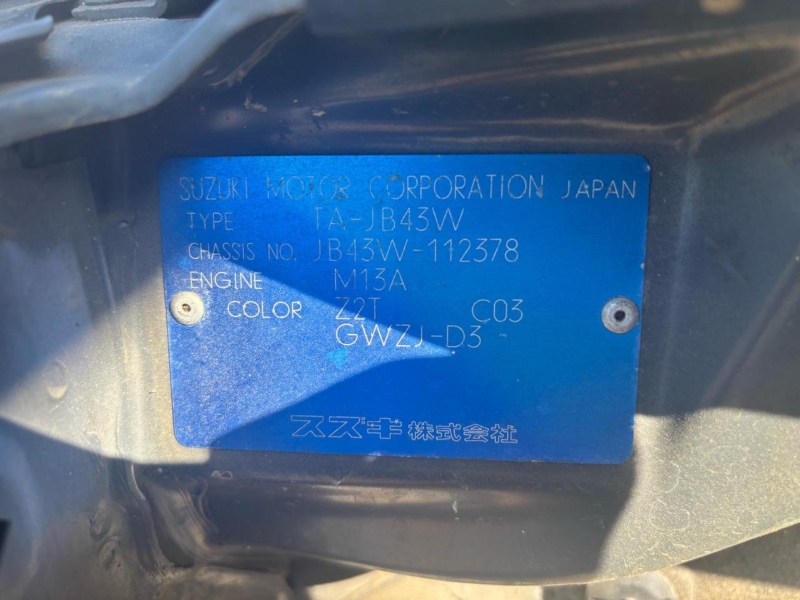 SUZUKI MOTOR CORPORATION JAPAN
TYPE TA-JB43W
CHASSIS NO. JB43W-112378
ENGINE M13A
COLOR Z2T C03
GWZJ-D3
スズキ株式会社